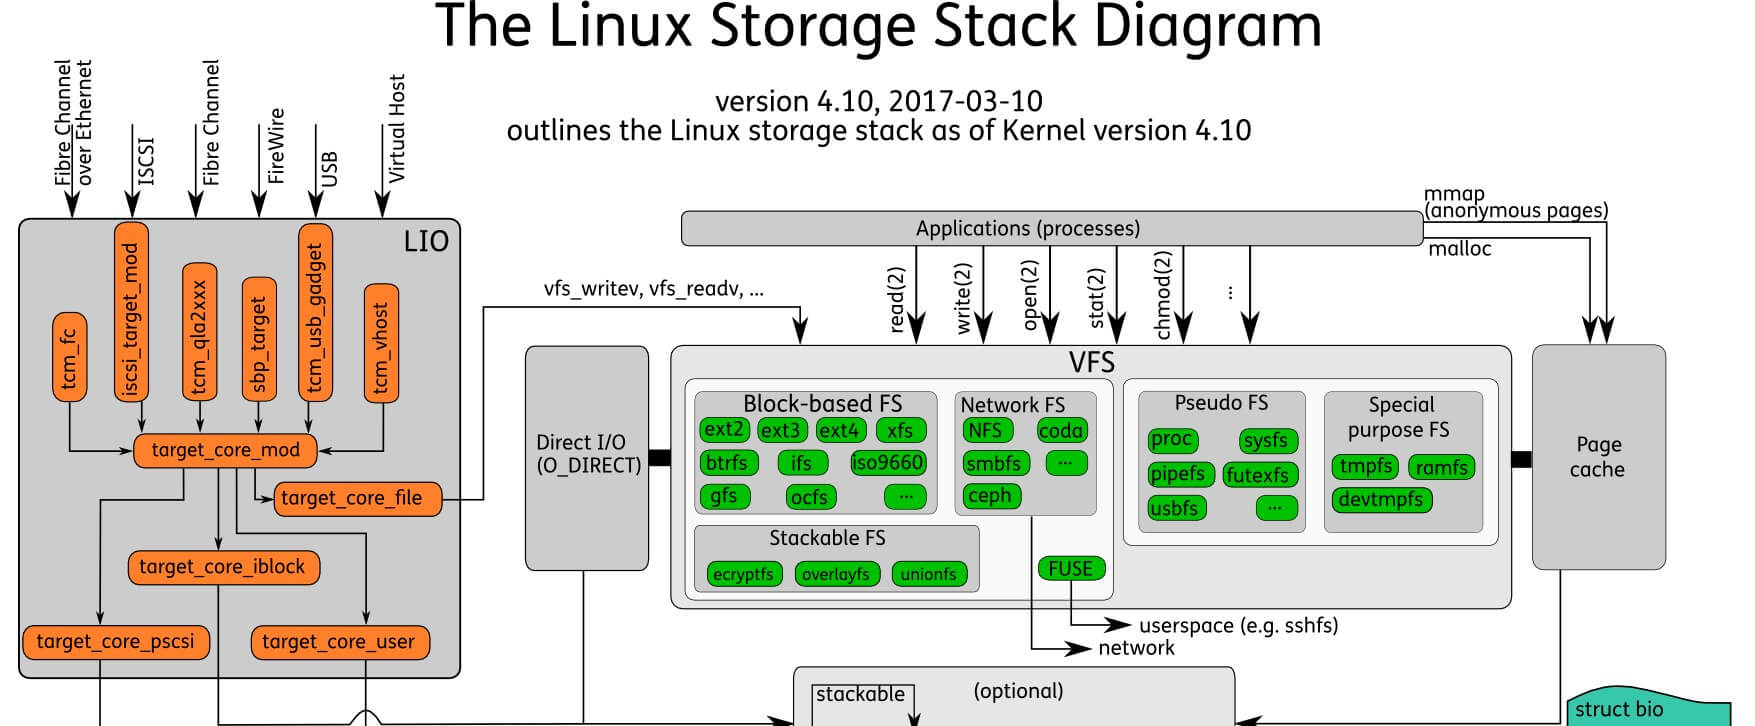 The Linux Storage Stack Diagram
version 4.10, 2017-03-10
outlines the Linux storage stack as of Kernel version 4.10
Fibre Channel
over Ethernet
ISCSI
Fibre Channel
FireWire
USB
Virtual Host
LIO
tcm_fc
iscsi_target_mod
tcm_qla2xxx
sbp_target
tcm_usb_gadget
tcm_vhost
target_core_mod
target_core_file
target_core_iblock
target_core_pscsi
target_core_user
mmap
(anonymous pages)
malloc
Applications (processes)
vfs_writev, vfs_readv, ...
read(2)
write(2)
open(2)
stat(2)
chmod(2)
...
Direct I/O
(O_DIRECT)
VFS
Block-based FS
ext2 ext3 ext4 xfs
btrfs ifs iso9660
gfs ocfs ...
Network FS
NFS coda
smbfs ...
ceph
Stackable FS
ecryptfs overlayfs unionfs
FUSE
Pseudo FS
proc sysfs
pipefs futexfs
usbfs ...
Special
purpose FS
tmpfs ramfs
devtmpfs
Page
cache
userspace (e.g. sshfs)
network
stackable
(optional)
struct bio